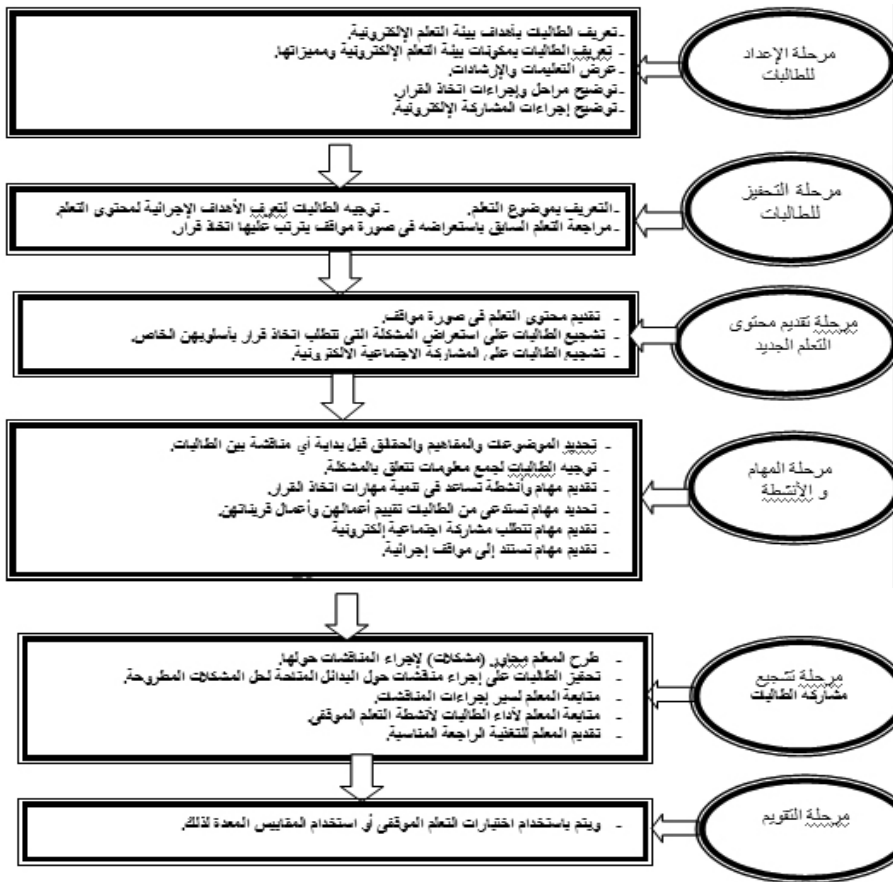 مرحلة الإعداد
للطالبات
- تعريف الطالبات بأهداف بيئة التعلم الإلكترونية.
- تعريف الطالبات بمكونات بيئة التعلم الإلكترونية ومميزاتها.
- عرض التعليمات والإرشادات.
- توضيح مراحل وإجراءات اتخاذ القرار.
- توضيح إجراءات المشاركة الإلكترونية.
مرحلة التحفيز
للطالبات
- التعريف بموضوع التعلم. - توجيه الطالبات لتعرف الأهداف الإجرائية لمحتوى التعلم.
- مراجعة التعلم السابق باستعراضه فى صورة مواقف يترتب عليها اتخاذ قرار.
مرحلة تقديم محتوى
التعلم الجديد
- تقديم محتوى التعلم فى صورة مواقف.
- تشجيع الطالبات على استعراض المشكلة التى تتطلب اتخاذ قرار بأسلوبهن الخاص.
- تشجيع الطالبات على المشاركة الاجتماعية الالكترونية.
مرحلة المهام
و الأنشطة
- تحديد الموضوعات والمفاهيم والحقائق قبل بداية أي مناقشة بين الطالبات.
- توجيه الطالبات لجمع معلومات تتعلق بالمشكلة.
- تقديم مهام وأنشطة تساعد فى تنمية مهارات اتخاذ القرار.
- تحديد مهام تستدعى من الطالبات تقييم أعمالهن وأعمال قريناتهن.
- تقديم مهام تتطلب مشاركة اجتماعية إلكترونية
- تقديم مهام تستند إلى مواقف إجرائية.
مرحلة تشجيع
مشاركة الطالبات
- طرح المعلم محاور (مشكلات) لإجراء المناقشات حولها.
- تحفيز الطالبات على إجراء مناقشات حول البدائل المتاحة لحل المشكلات المطروحة.
- متابعة المعلم لسير إجراءات المناقشات.
- متابعة المعلم لأداء الطالبات لأنشطة التعلم الموقفى.
- تقديم المعلم للتغذية الراجعة المناسبة.
مرحلة التقويم
- ويتم باستخدام اختبارات التعلم الموقفى أو استخدام المقاييس المعدة لذلك.